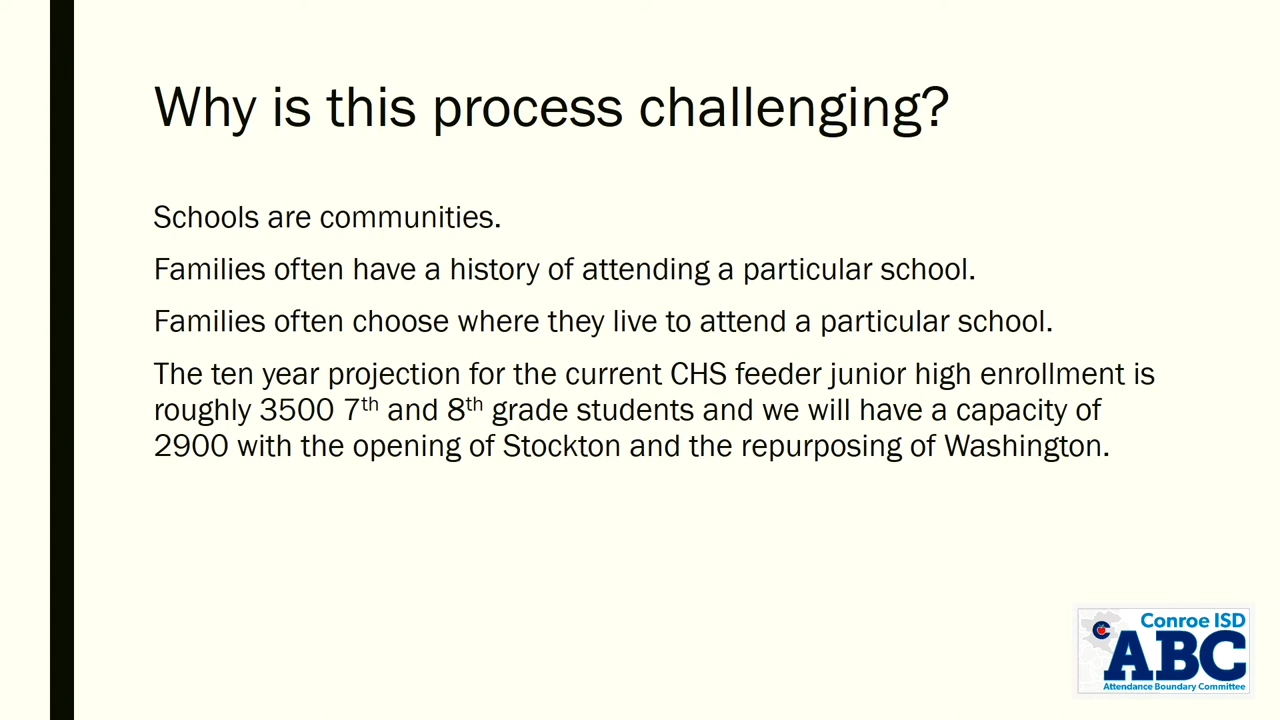 Why is this process challenging?
Schools are communities.
Families often have a history of attending a particular school.
Families often choose where they live to attend a particular school.
The ten year projection for the current CHS feeder junior high enrollment is
roughly 3500 7th and 8th grade students and we will have a capacity of
2900 with the opening of Stockton and the repurposing of Washington.
Conroe ISD
ABC
Attendance Boundary Committee